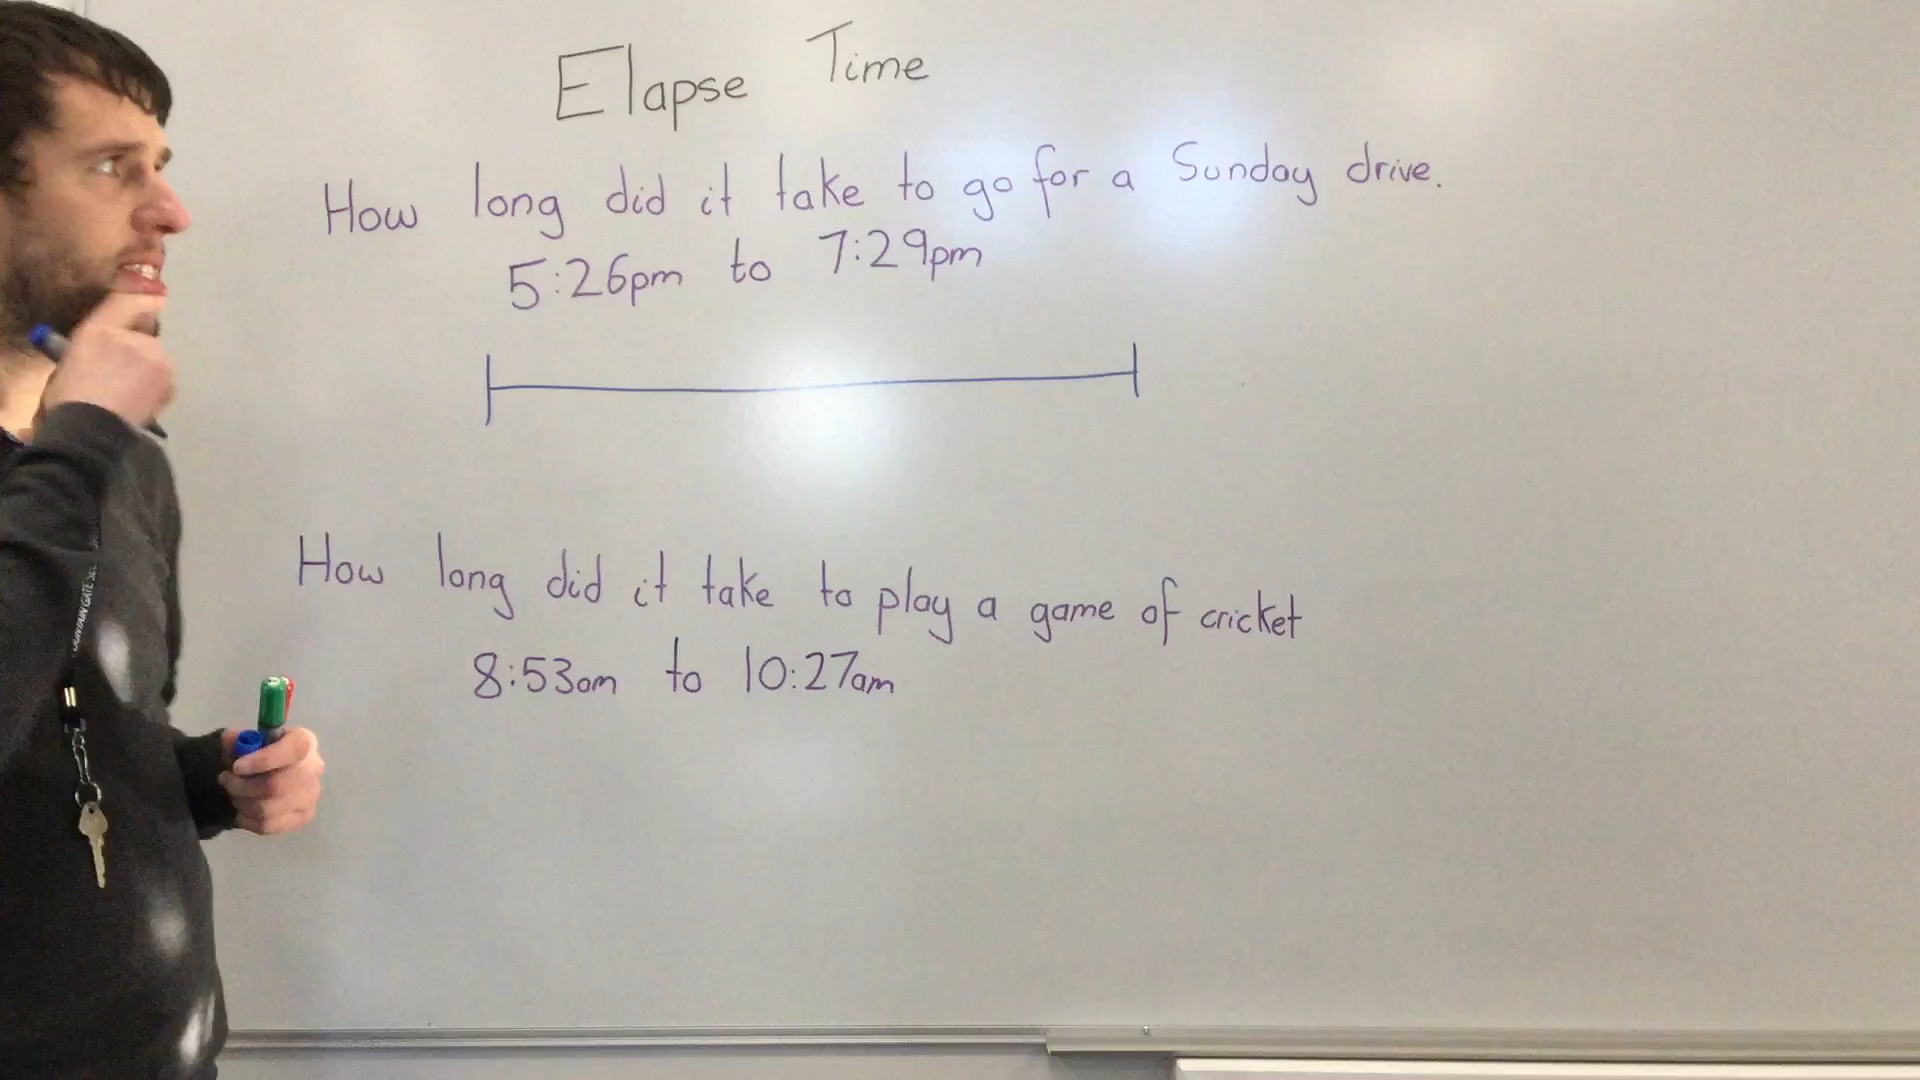 Elapse Time
How long did it take to go for a Sunday drive.
5:26pm to 7:29pm
How long did it take to play a game of cricket
8:53am to 10:27am